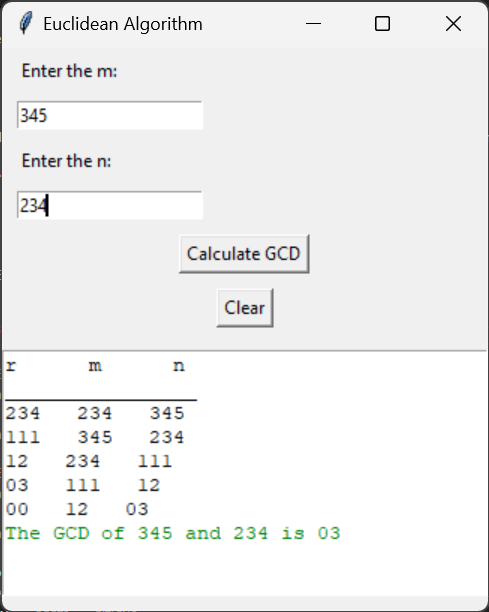 Euclidean Algorithm
Enter the m:
345
Enter the n:
234
Calculate GCD
Clear
r m n
234 234 345
111 345 234
12 234 111
03 111 12
00 12 03
The GCD of 345 and 234 is 03